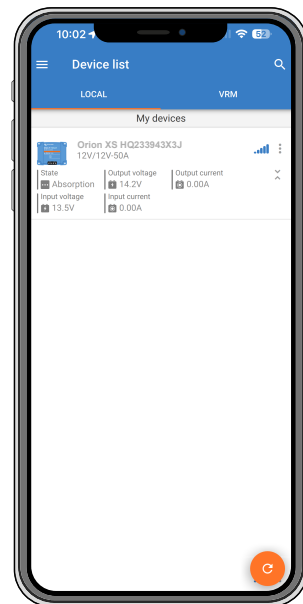 10:02
52
Device list
LOCAL
VRM
My devices
Orion XS HQ233943X3J
12V/12V-50A
State
Output voltage
Output current
Absorption
14.2V
0.00A
Input voltage
Input current
13.5V
0.00A